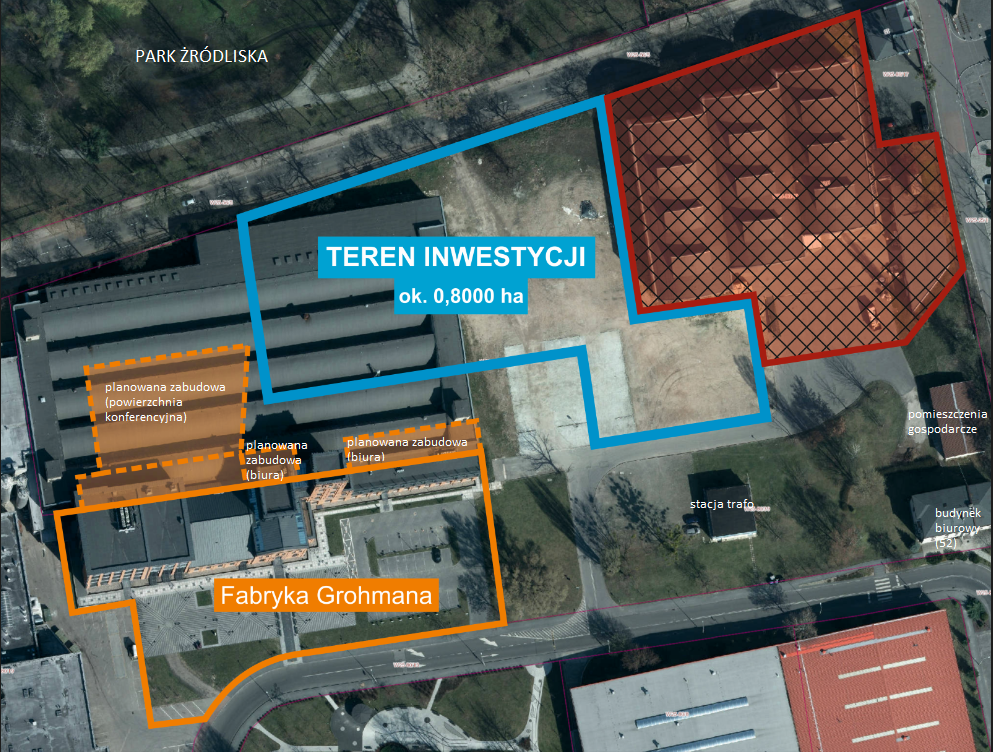 PARK ŻRÓDLISKA
TEREN INWESTYCJI
ok. 0,8000 ha
planowana zabudowa
(powierzchnia
konferencyjna)
planowana
zabudowa
(biura)
planowana zabudowa
(biura)
pomieszczenia
gospodarcze
stacja trafo
budynek
biurowy
(52)
Fabryka Grohmana